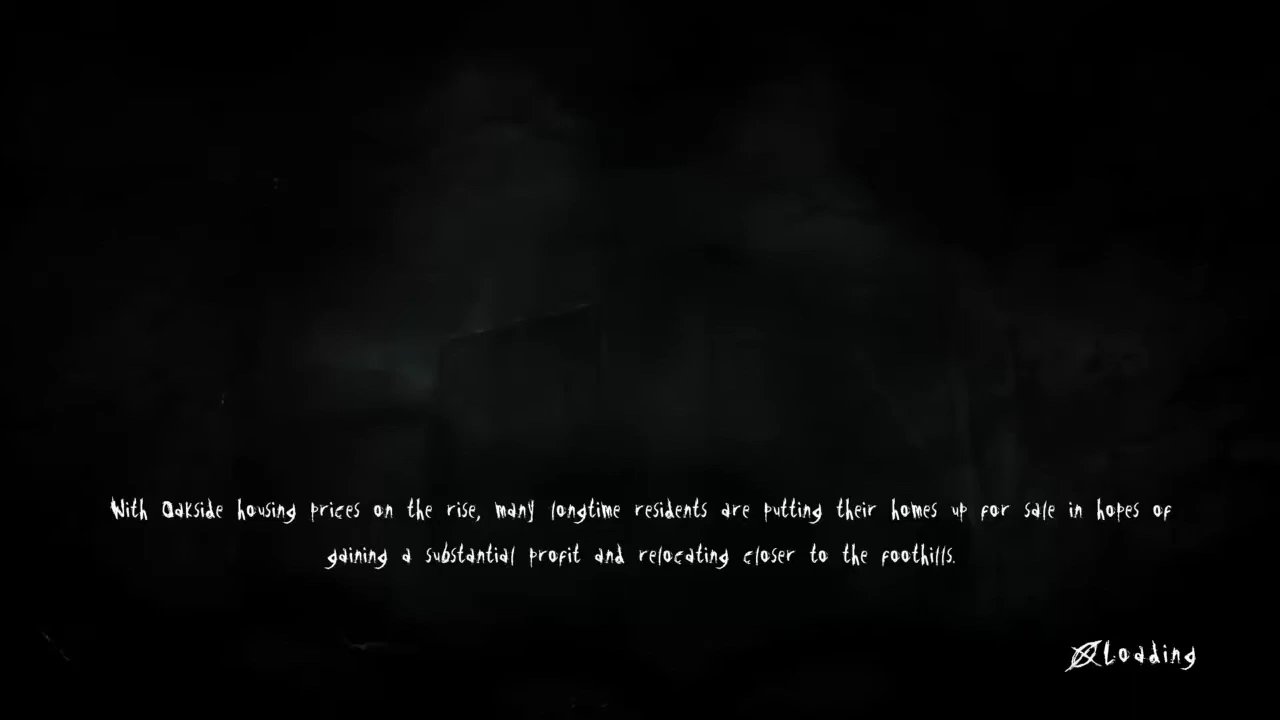 With Oakside housing prices on the rise, many longtime residents are putting their homes up for sale in hopes of
gaining a substantial profit and relocating closer to the foothills.
Loading